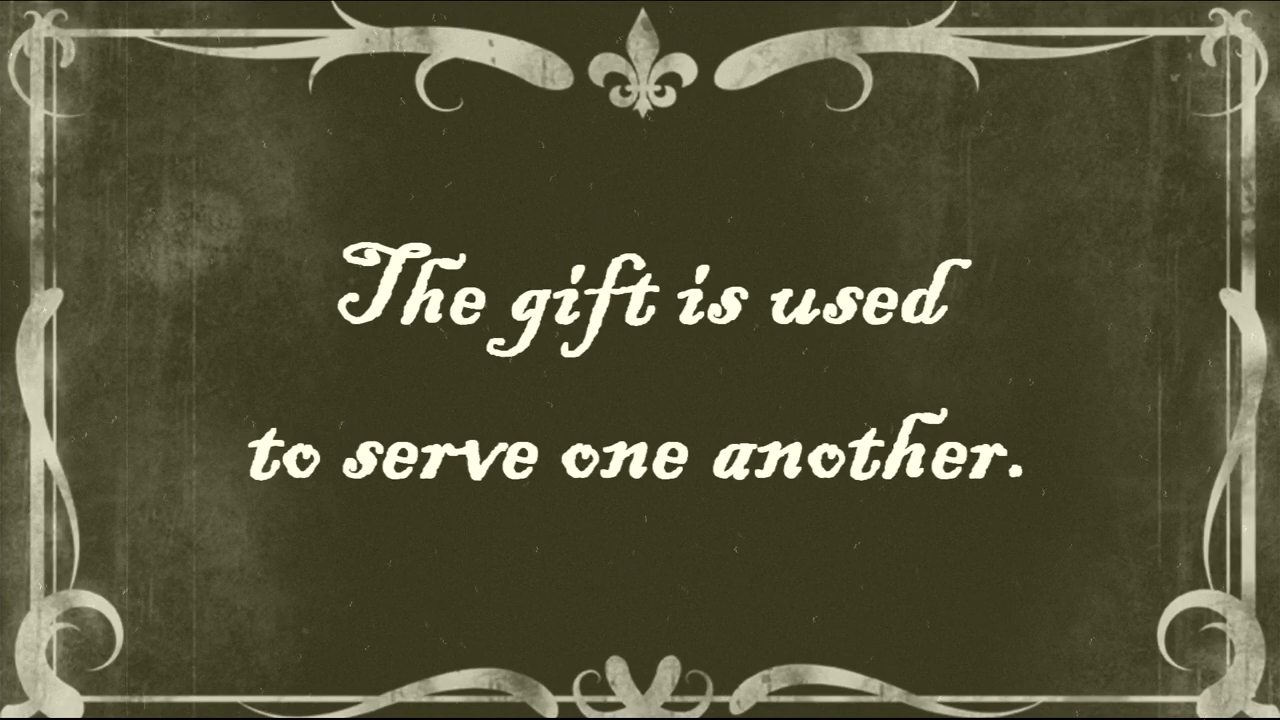 The gift is used
to serve one another.